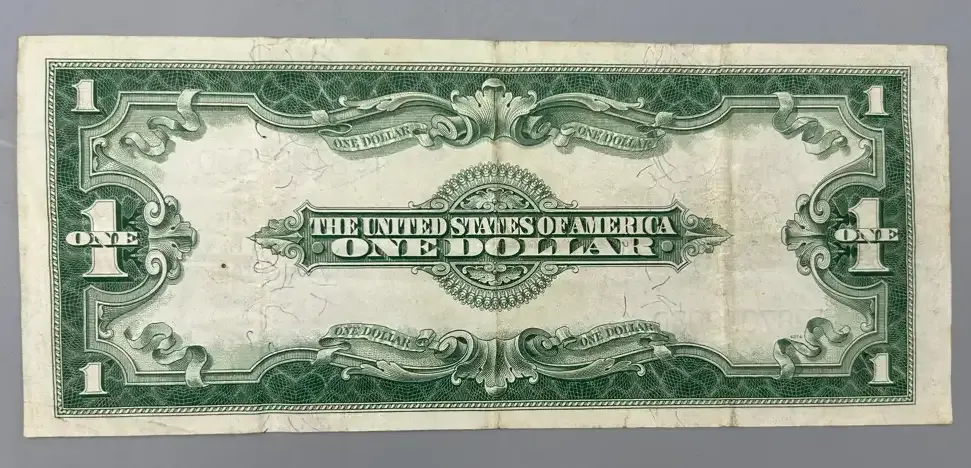 1 1
ONE DOLLAR ONE DOLLAR
ONE THE UNITED STATES OF AMERICA ONE
1 ONE DOLLAR 1
ONE DOLLAR ONE DOLLAR
1 1